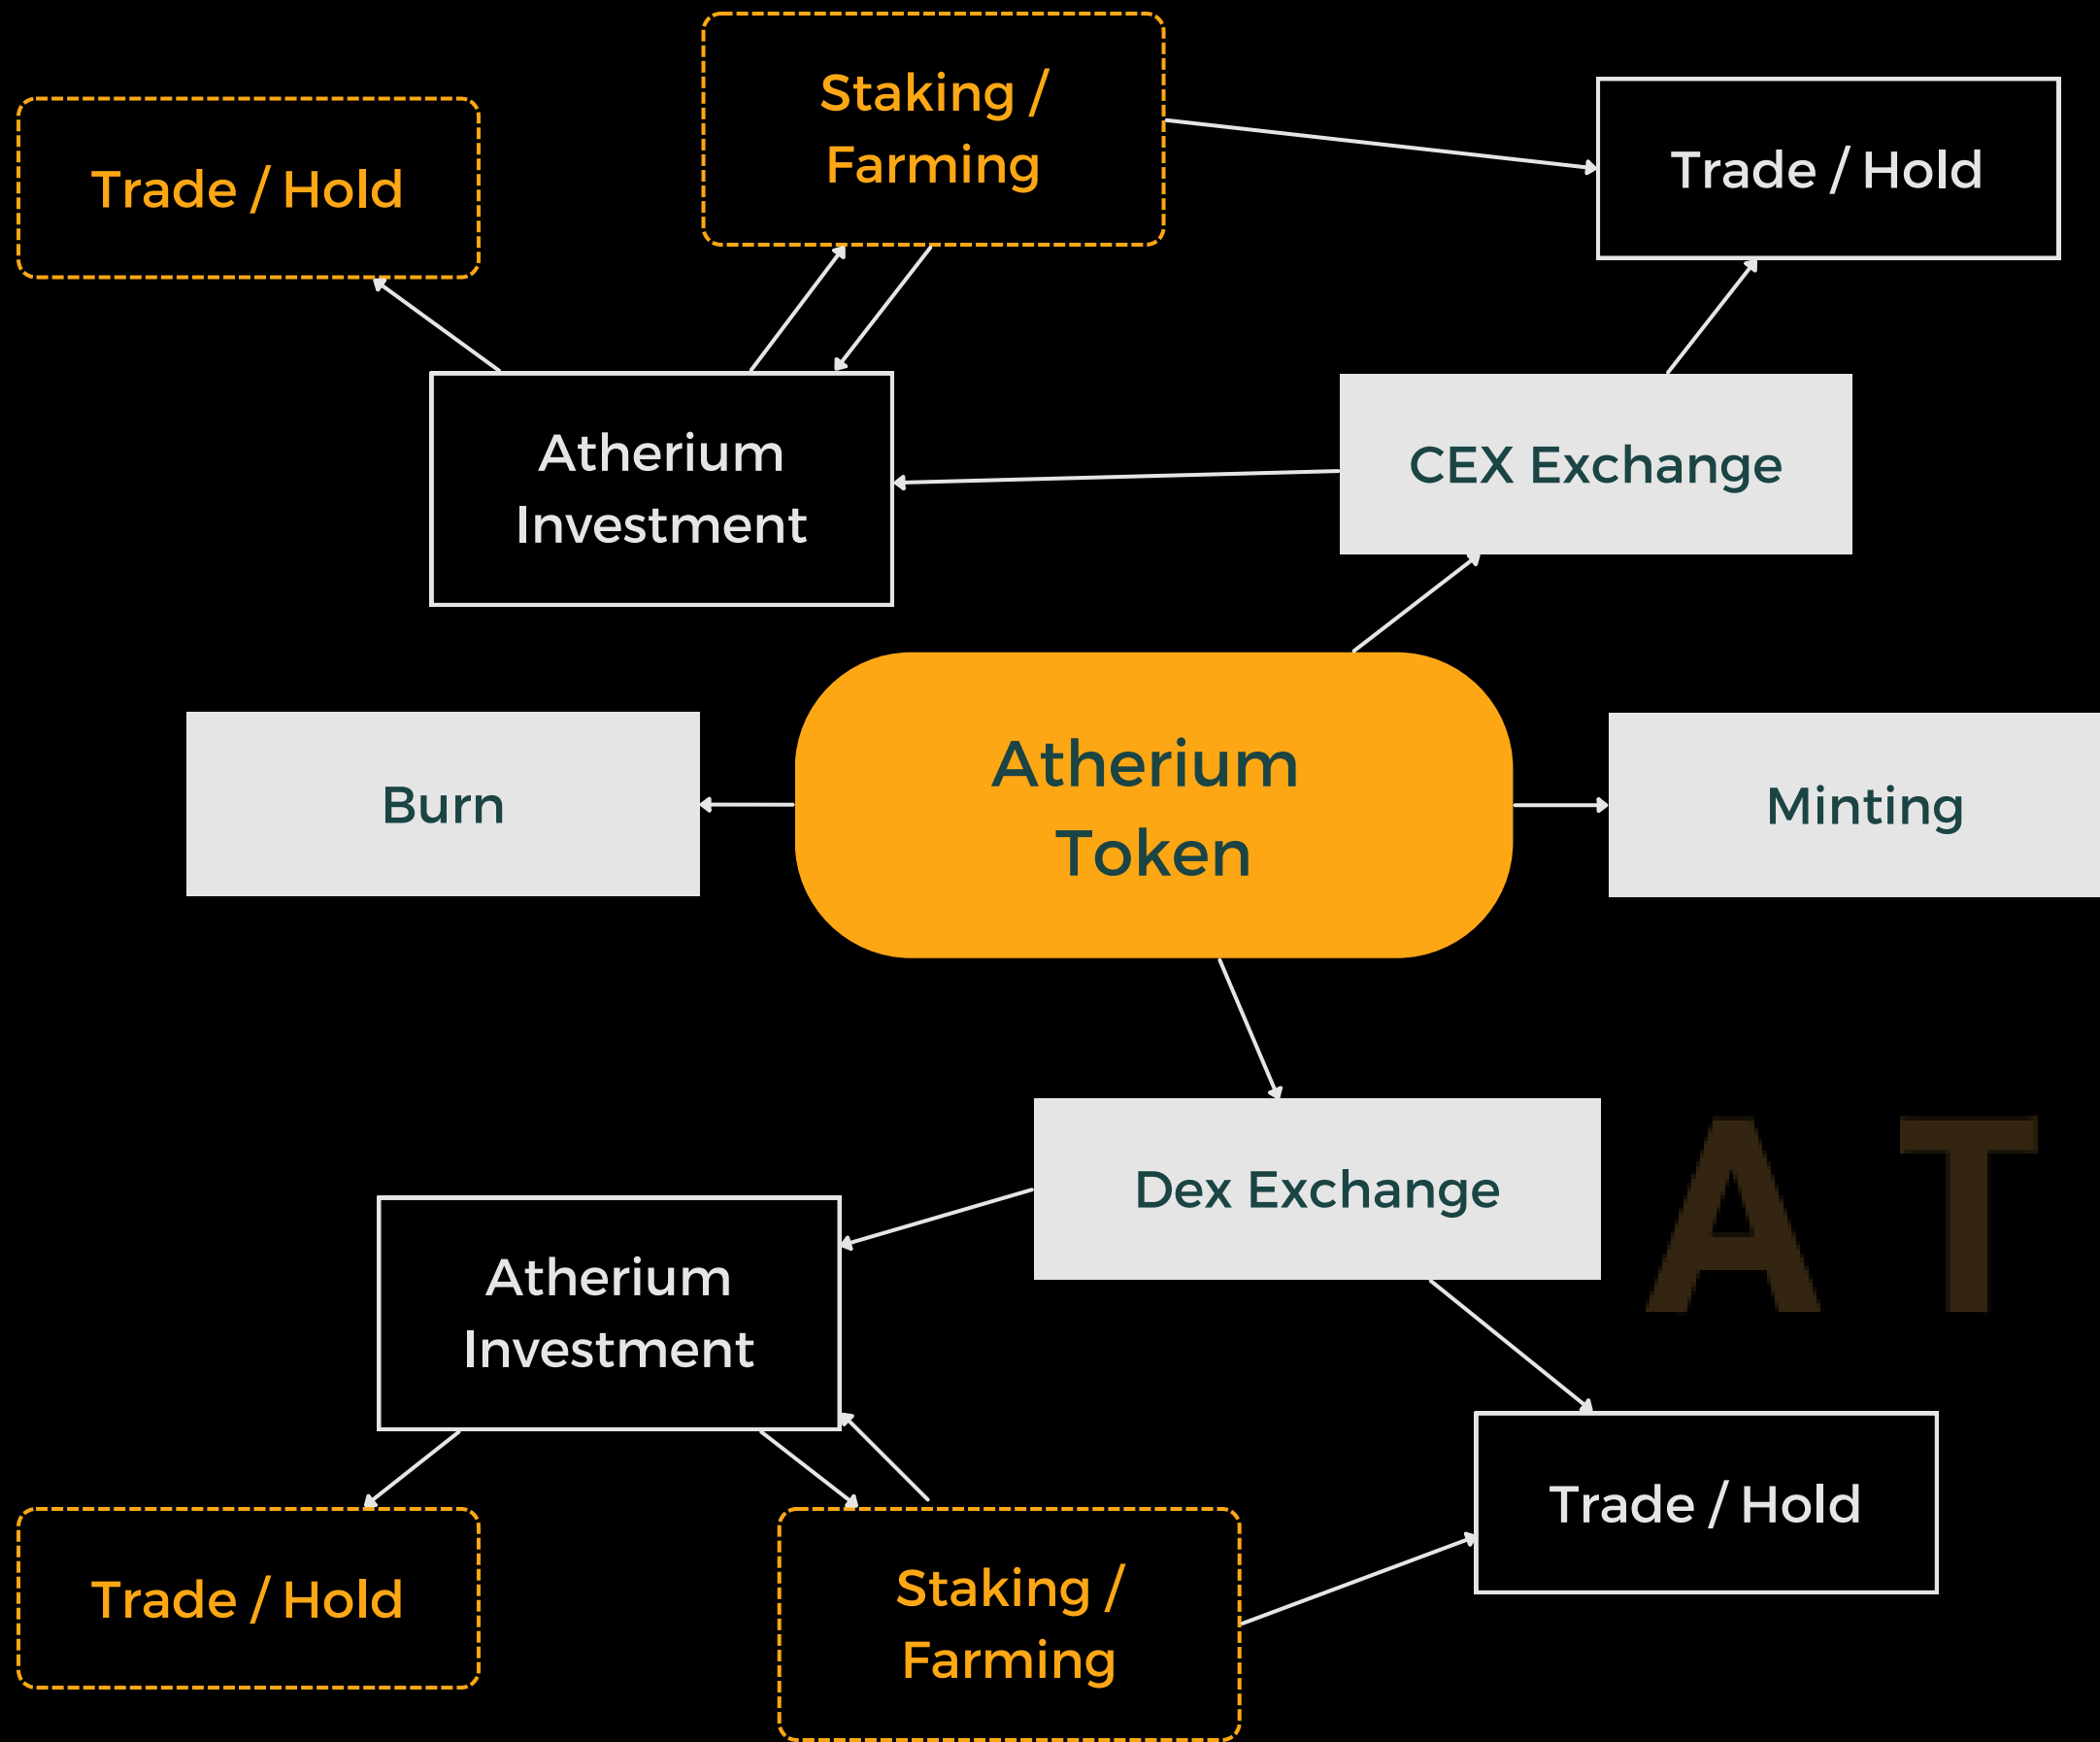 Staking /
Farming
Trade / Hold
Trade / Hold
Atherium
Investment
CEX Exchange
Burn
Atherium
Token
Minting
Dex Exchange
A T
Atherium
Investment
Trade / Hold
Trade / Hold
Staking /
Farming